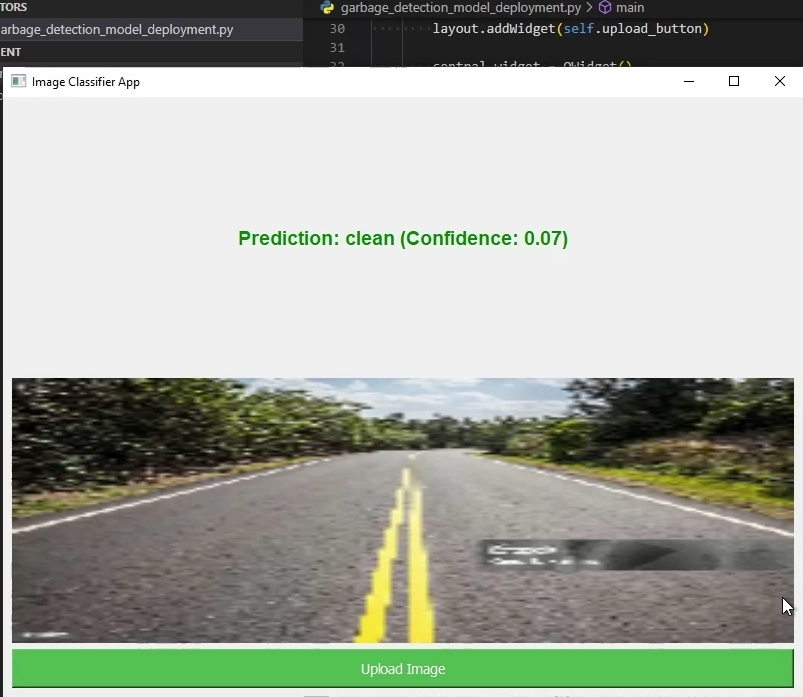 TORS
arbage_detection_model_deployment.py
ENT
garbage_detection_model_deployment.py > main
30 layout.addWidget(self.upload_button)
31
32 central_widget = QWidget()
Image Classifier App
Prediction: clean (Confidence: 0.07)
Upload Image